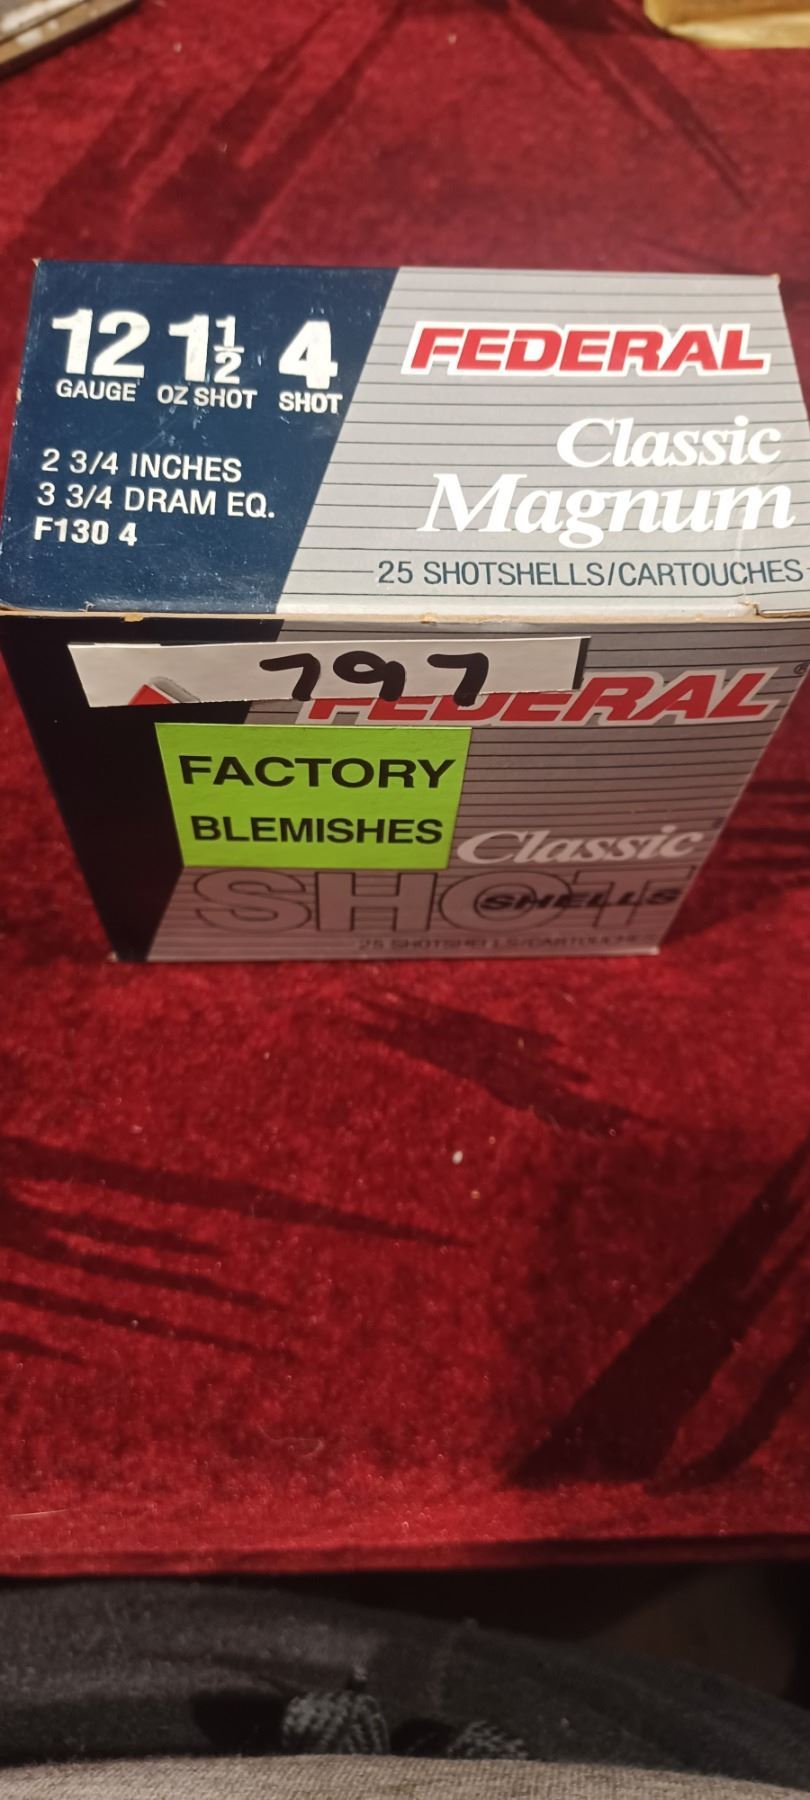 12 1 1/2 4
GAUGE OZ SHOT SHOT
2 3/4 INCHES
3 3/4 DRAM EQ.
F130 4
FEDERAL
Classic
Magnum
25 SHOTSHELLS/CARTOUCHES
797
FEDERAL®
FACTORY
BLEMISHES
Classic
SHOT
SHELLS
25 SHOTSHELLS/CARTOUCHES